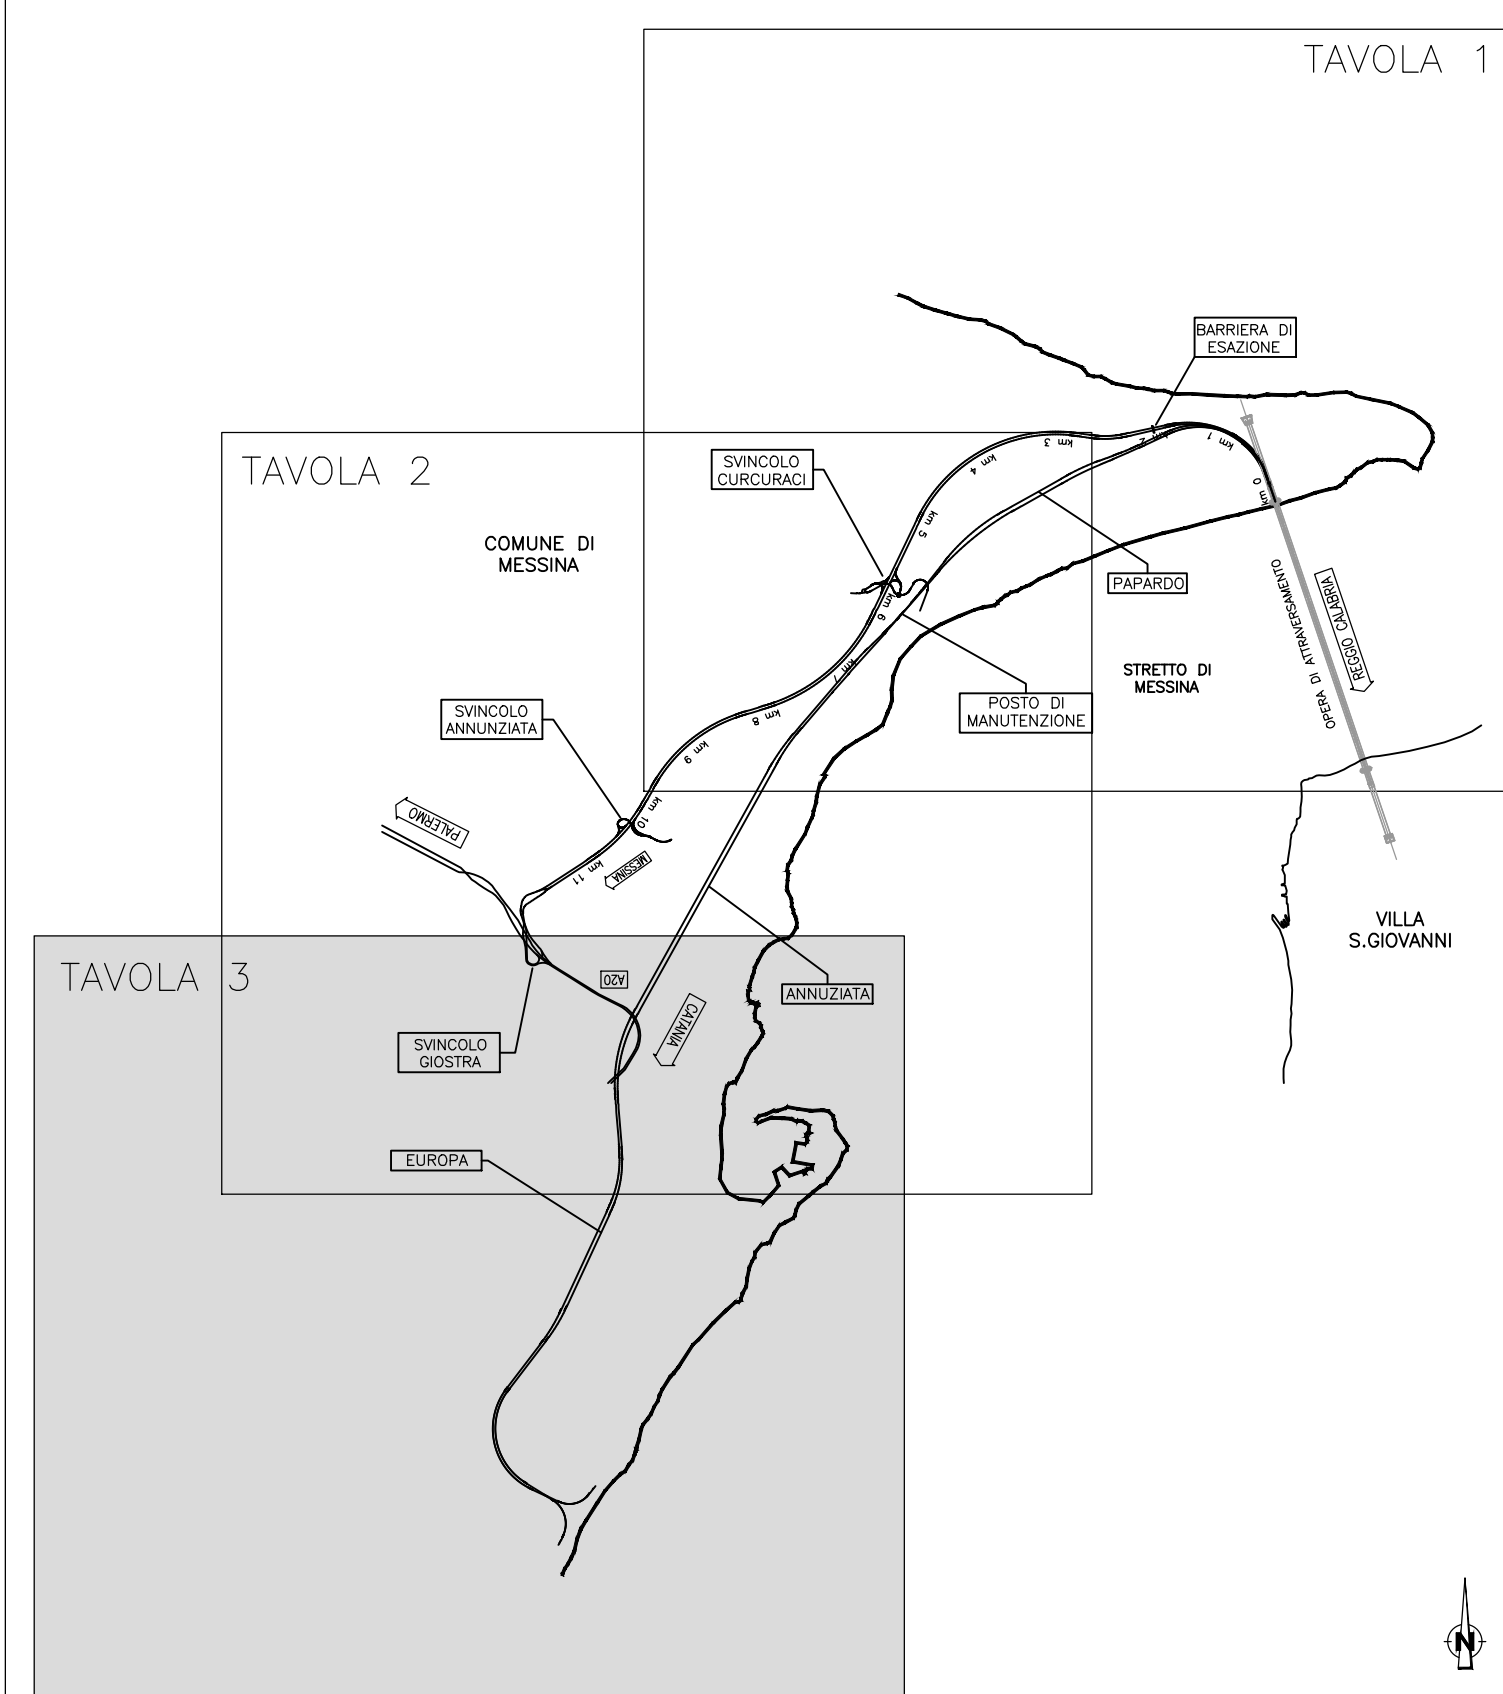 TAVOLA 1
BARRIERA DI
ESAZIONE
TAVOLA 2
SVINCOLO
CURCURACI
km 0
km 1
km 2
km 3
km 4
km 5
km 6
km 7
km 8
km 9
km 10
km 11
COMUNE DI
MESSINA
PAPARDO
OPERA DI ATTRAVERSAMENTO
REGGIO CALABRIA
STRETTO DI
MESSINA
POSTO DI
MANUTENZIONE
SVINCOLO
ANNUNZIATA
PALERMO
MESSINA
VILLA
S.GIOVANNI
TAVOLA 3
A20
ANNUZIATA
CATANIA
SVINCOLO
GIOSTRA
EUROPA
N